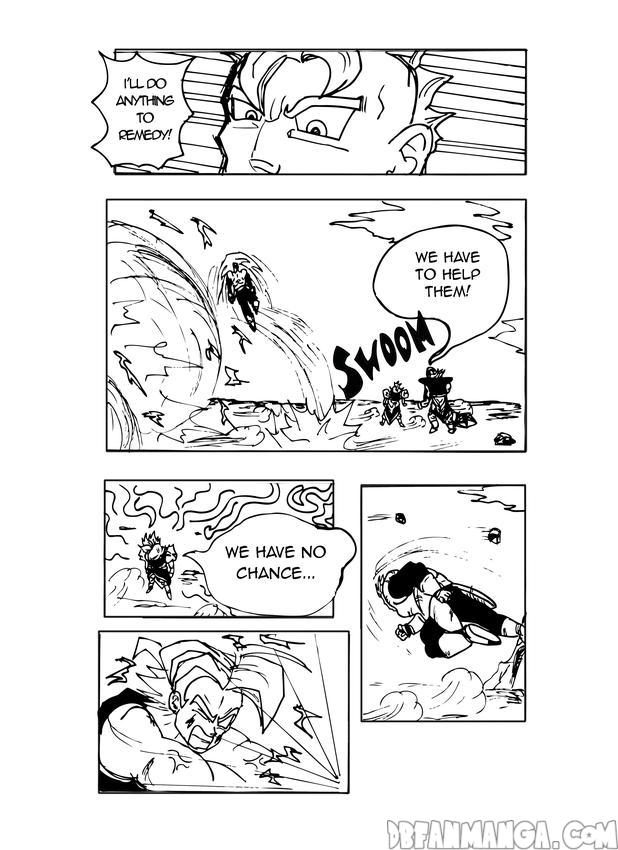 I'LL DO
ANYTHING
TO
REMEDY!
WE HAVE
TO HELP
THEM!
SWOOM
WE HAVE NO
CHANCE...
DBFANMANGA.COM